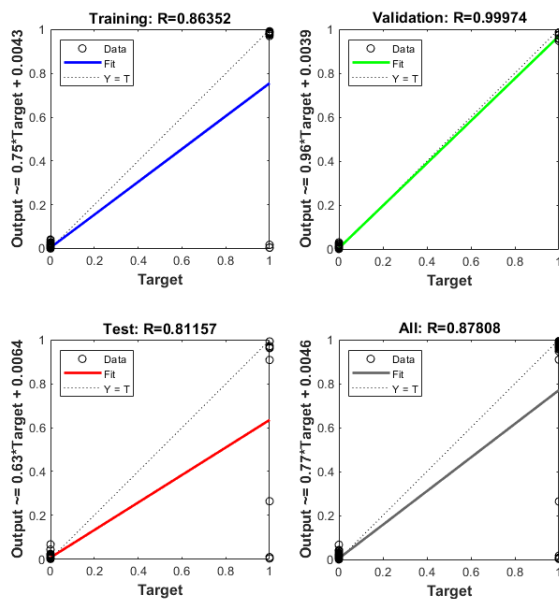 Training: R=0.86352
Output ~= 0.75*Target + 0.0043
1
0.8
0.6
0.4
0.2
0
Data
Fit
Y = T
0 0.2 0.4 0.6 0.8 1
Target
Validation: R=0.99974
Output ~= 0.96*Target + 0.0039
1
0.8
0.6
0.4
0.2
0
Data
Fit
Y = T
0 0.2 0.4 0.6 0.8 1
Target
Test: R=0.81157
Output ~= 0.63*Target + 0.0064
1
0.8
0.6
0.4
0.2
0
Data
Fit
Y = T
0 0.2 0.4 0.6 0.8 1
Target
All: R=0.87808
Output ~= 0.77*Target + 0.0046
1
0.8
0.6
0.4
0.2
0
Data
Fit
Y = T
0 0.2 0.4 0.6 0.8 1
Target